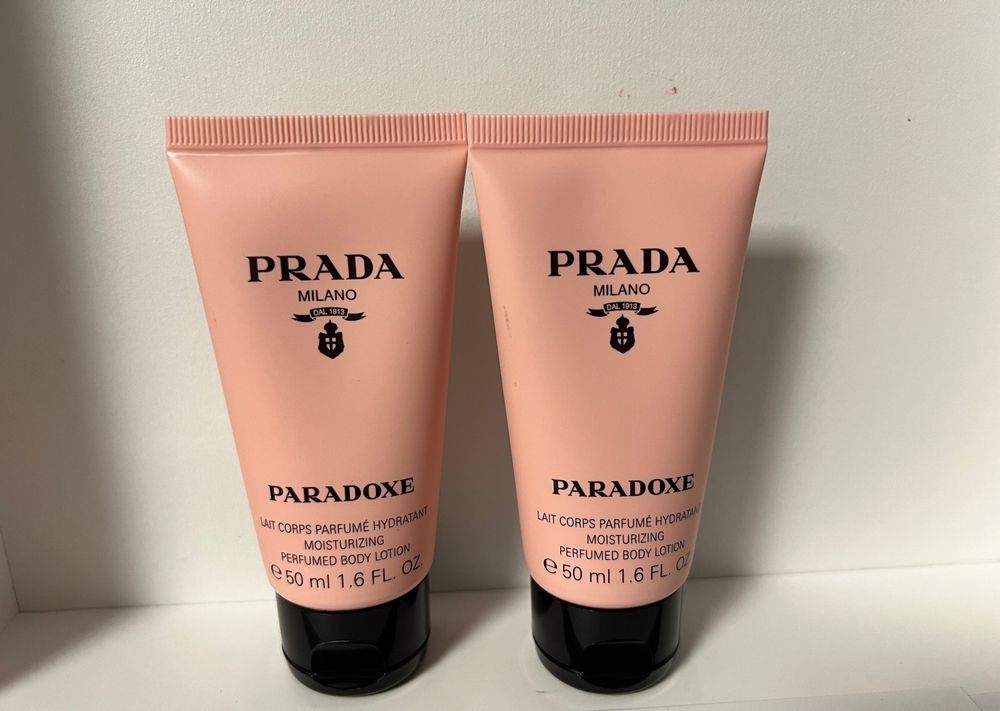 PRADA
MILANO
DAL 1913
PARADOXE
LAIT CORPS PARFUMÉ HYDRATANT
MOISTURIZING
PERFUMED BODY LOTION
e 50 ml 1.6 FL. OZ.
PRADA
MILANO
DAL 1913
PARADOXE
LAIT CORPS PARFUMÉ HYDRATANT
MOISTURIZING
PERFUMED BODY LOTION
e 50 ml 1.6 FL. OZ